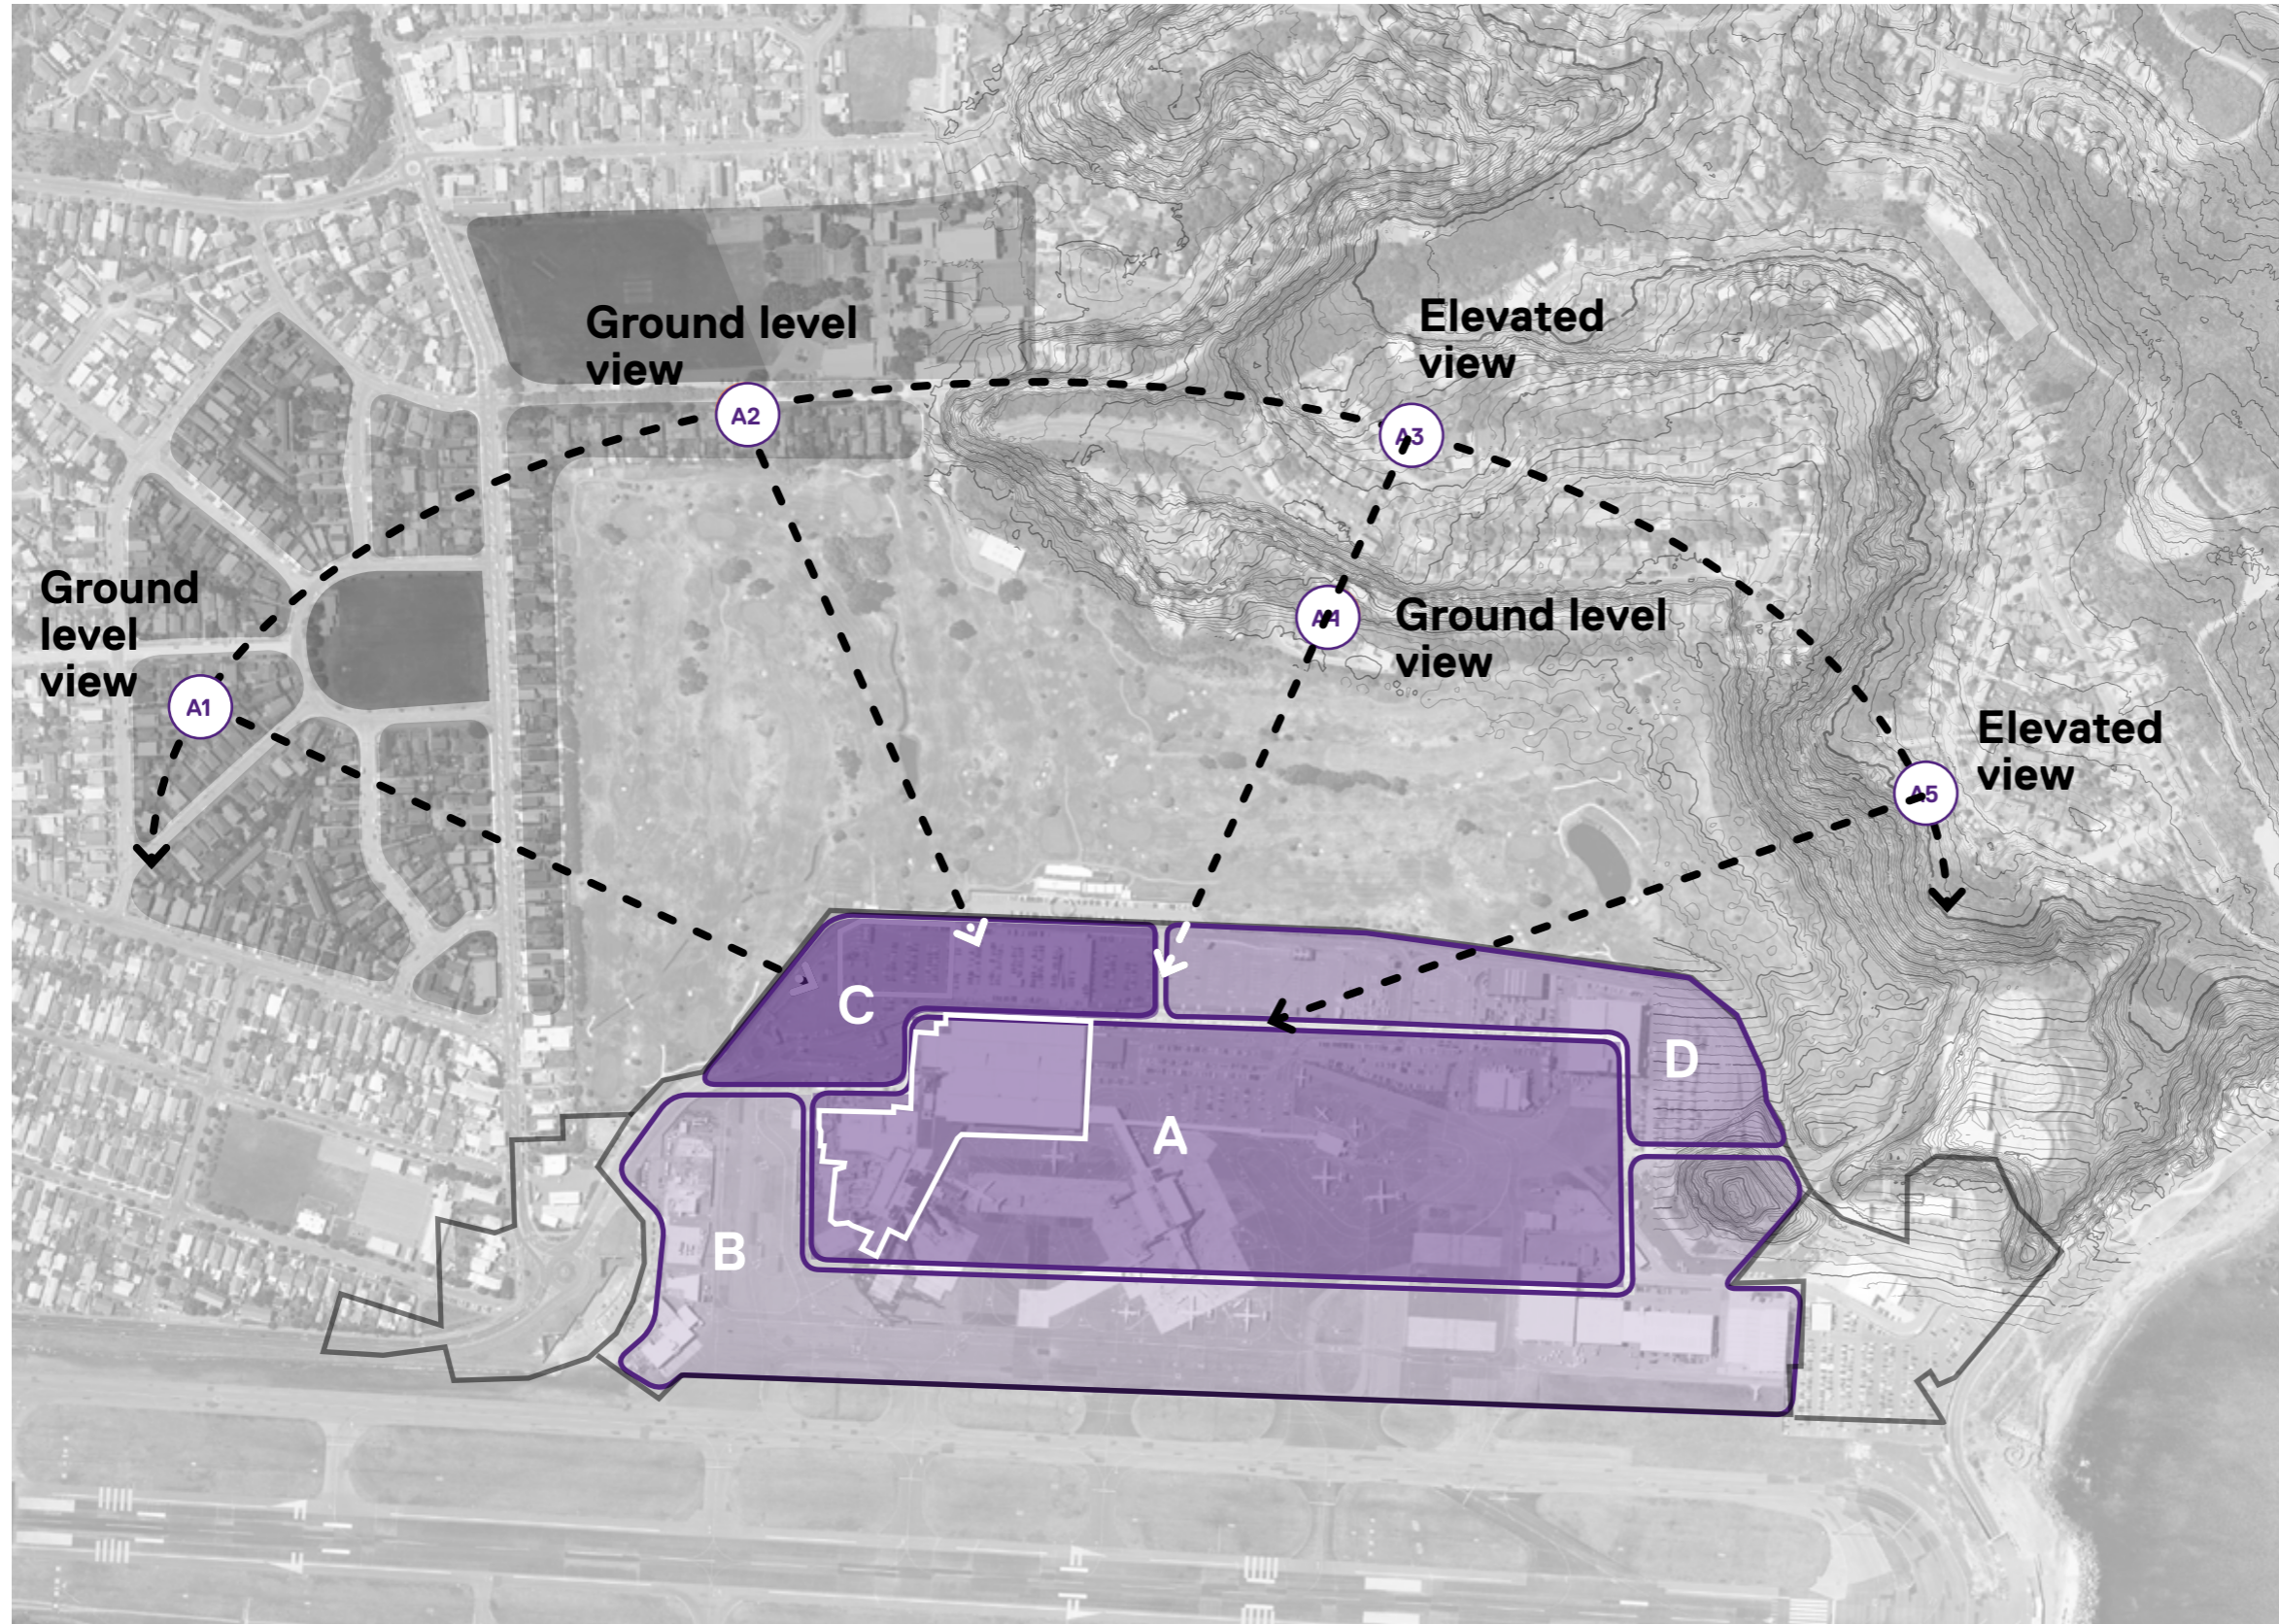 Ground level
view
A2
Elevated
view
A3
Ground
level
view
A1
A4
Ground level
view
Elevated
view
A5
C
D
A
B